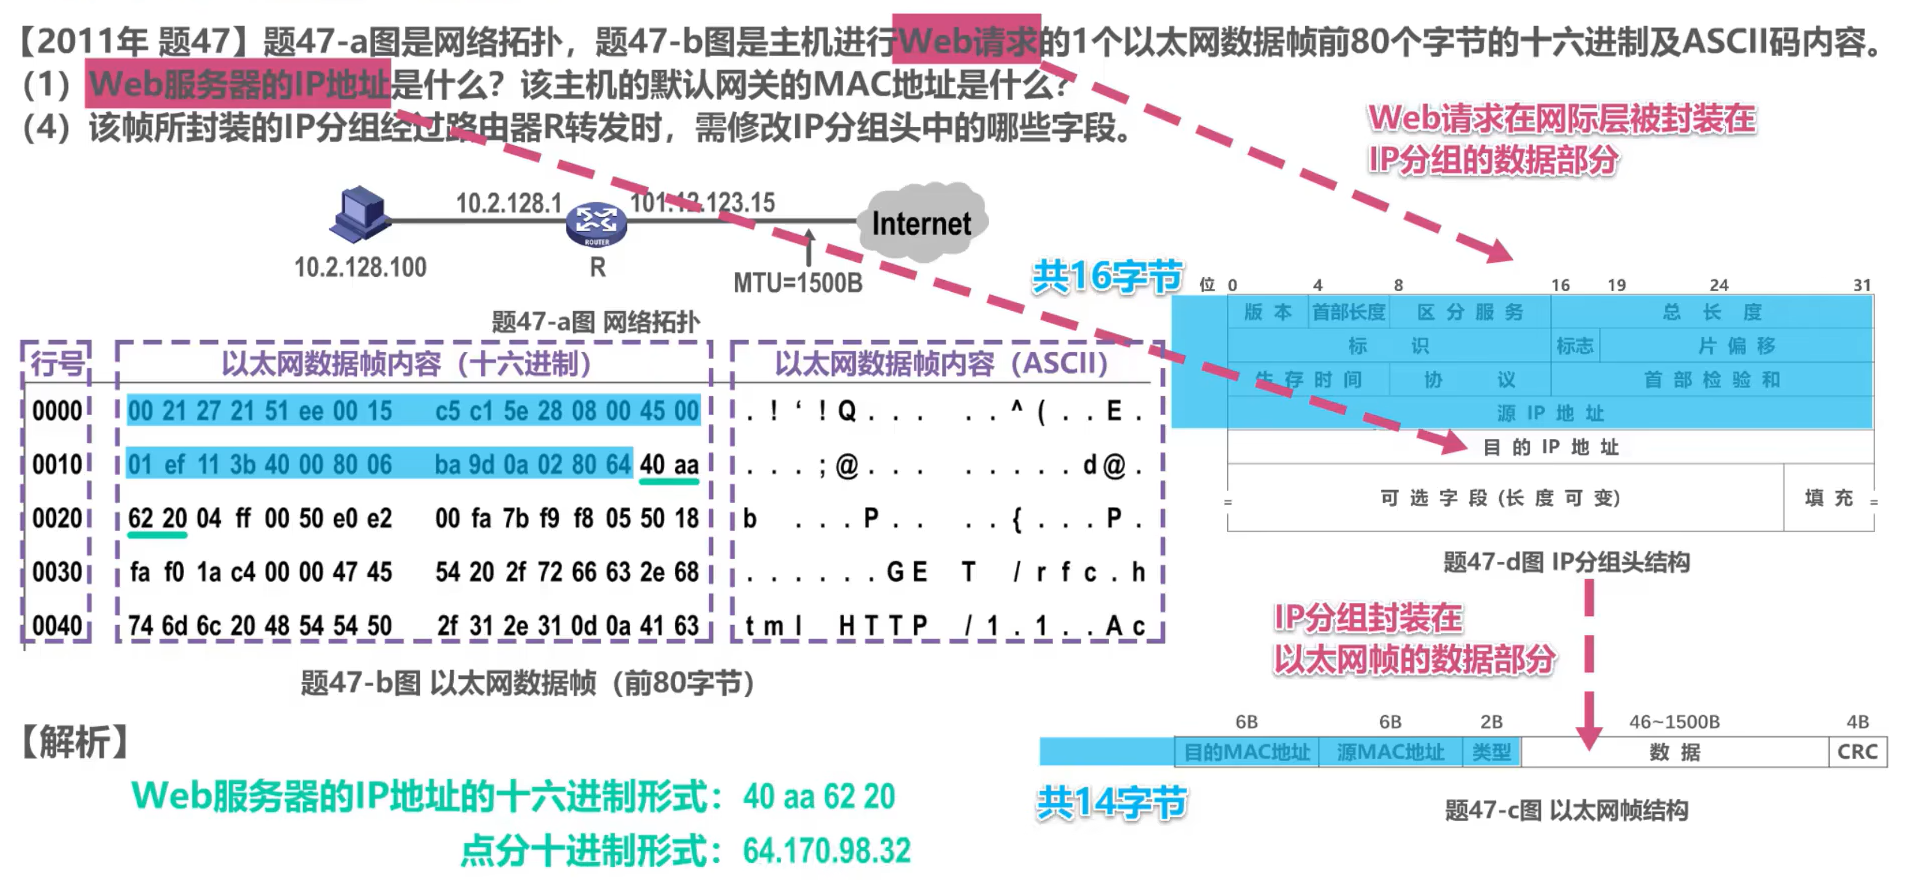 【2011年 题47】题47-a图是网络拓扑，题47-b图是主机进行Web请求的1个以太网数据帧前80个字节的十六进制及ASCII码内容。
（1）Web服务器的IP地址是什么？该主机的默认网关的MAC地址是什么？
（4）该帧所封装的IP分组经过路由器R转发时，需修改IP分组头中的哪些字段。
Web请求在网际层被封装在
IP分组的数据部分
10.2.128.1
101.12.123.15
Internet
ROUTER
10.2.128.100
R
MTU=1500B
题47-a图 网络拓扑
共16字节
位 0 4 8 16 19 24 31
版 本 首部长度 区 分 服 务 总 长 度
标 识 标志 片 偏 移
生 存 时 间 协 议 首 部 检 验 和
源 IP 地 址
目 的 IP 地 址
可 选 字 段 (长 度 可 变) 填 充
题47-d图 IP分组头结构
行号 以太网数据帧内容（十六进制） 以太网数据帧内容（ASCII）
0000 00 21 27 21 51 ee 00 15 c5 c1 5e 28 08 00 45 00 . ! ‘ ! Q . . . . . ^ ( . . E .
0010 01 ef 11 3b 40 00 80 06 ba 9d 0a 02 80 64 40 aa . . . ; @ . . . . . . . . d @ .
0020 62 20 04 ff 00 50 e0 e2 00 fa 7b f9 f8 05 50 18 b . . . P . . . . { . . . P .
0030 fa f0 1a c4 00 00 47 45 54 20 2f 72 66 63 2e 68 . . . . . . G E T / r f c . h
0040 74 6d 6c 20 48 54 54 50 2f 31 2e 31 0d 0a 41 63 t m l H T T P / 1 . 1 . . A c
题47-b图 以太网数据帧（前80字节）
IP分组封装在
以太网帧的数据部分
6B 6B 2B 46~1500B 4B
目的MAC地址 源MAC地址 类型 数 据 CRC
共14字节
题47-c图 以太网帧结构
【解析】
Web服务器的IP地址的十六进制形式：40 aa 62 20
点分十进制形式：64.170.98.32